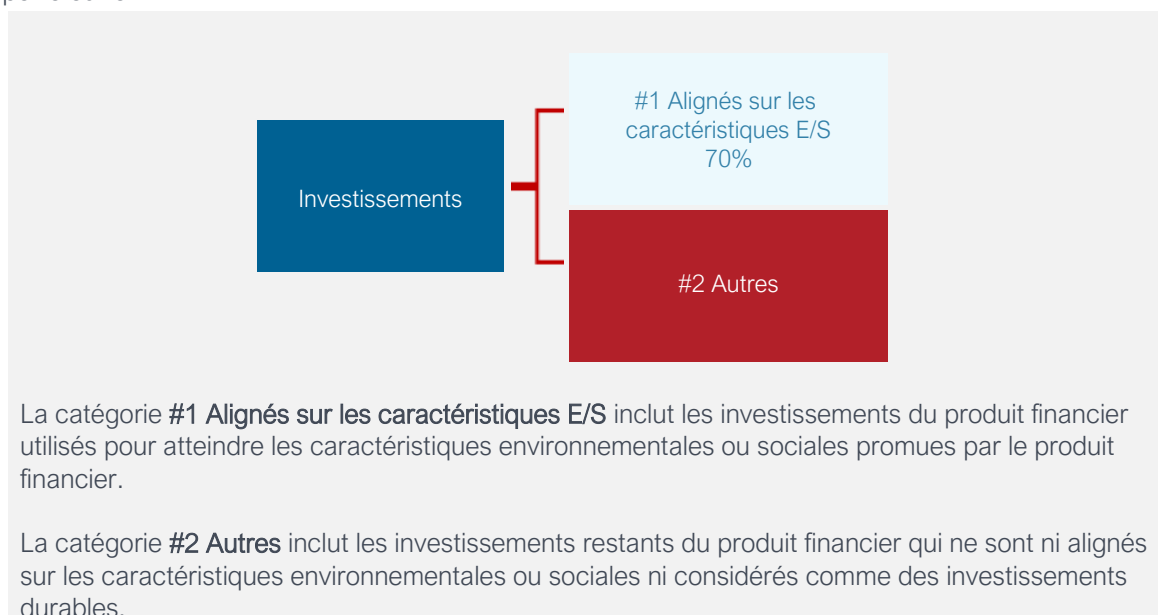 #1 Alignés sur les
caractéristiques E/S
70%
Investissements
#2 Autres
La catégorie #1 Alignés sur les caractéristiques E/S inclut les investissements du produit financier
utilisés pour atteindre les caractéristiques environnementales ou sociales promues par le produit
financier.
La catégorie #2 Autres inclut les investissements restants du produit financier qui ne sont ni alignés
sur les caractéristiques environnementales ou sociales ni considérés comme des investissements
durables.